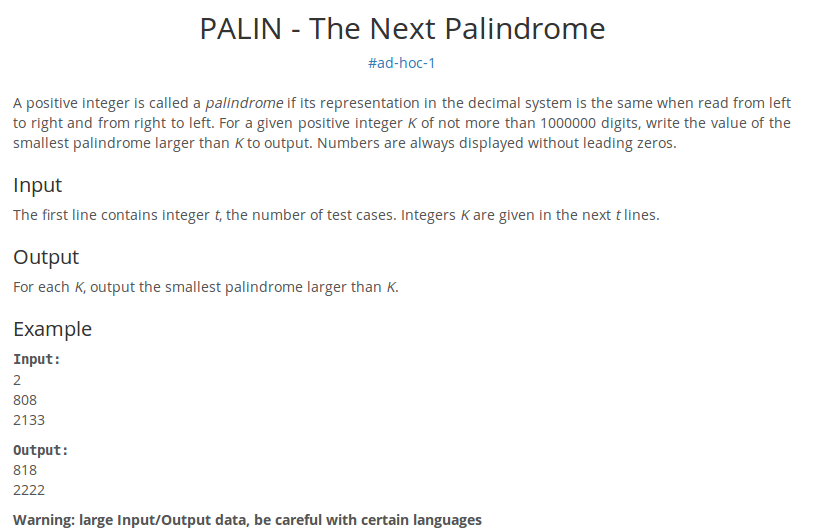 PALIN - The Next Palindrome
#ad-hoc-1
A positive integer is called a palindrome if its representation in the decimal system is the same when read from left
to right and from right to left. For a given positive integer K of not more than 1000000 digits, write the value of the
smallest palindrome larger than K to output. Numbers are always displayed without leading zeros.
Input
The first line contains integer t, the number of test cases. Integers K are given in the next t lines.
Output
For each K, output the smallest palindrome larger than K.
Example
Input:
2
808
2133
Output:
818
2222
Warning: large Input/Output data, be careful with certain languages